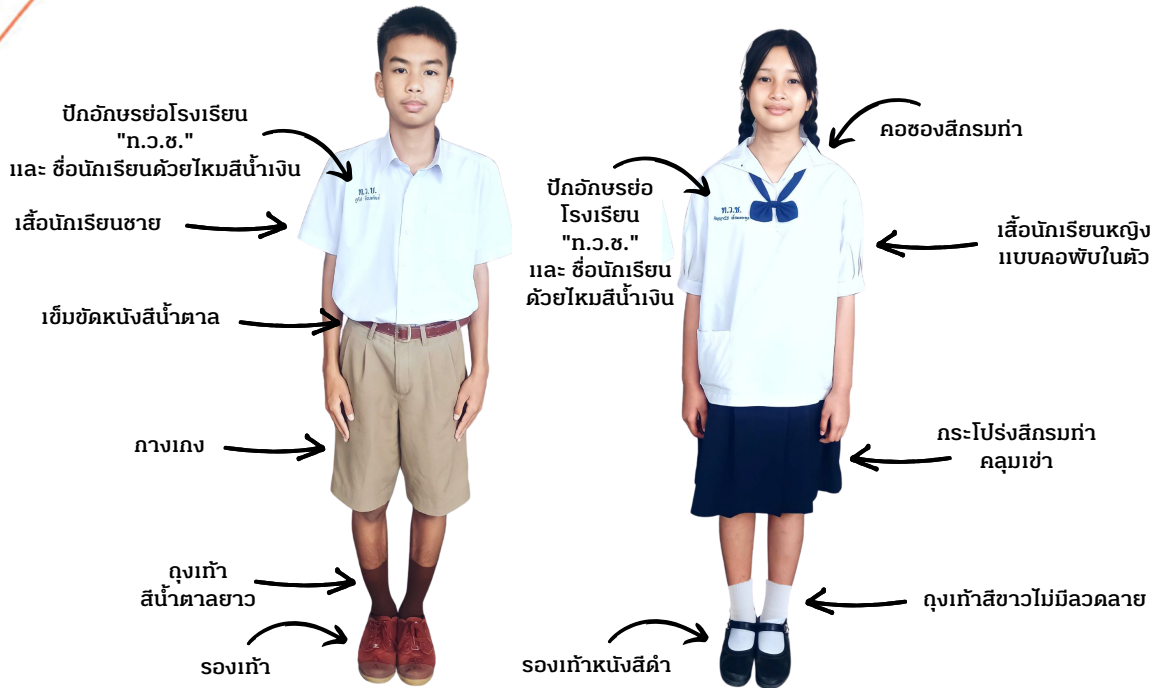 ปักอักษรย่อโรงเรียน
"ท.ว.ช."
และ ชื่อนักเรียนด้วยไหมสีน้ำเงิน
เสื้อนักเรียนชาย
เข็มขัดหนังสีน้ำตาล
กางเกง
ถุงเท้า
สีน้ำตาลยาว
รองเท้า
ท.ว.ช.
ปักอักษรย่อ
โรงเรียน
"ท.ว.ช."
และ ชื่อนักเรียน
ด้วยไหมสีน้ำเงิน
ท.ว.ช.
คอซองสีกรมท่า
เสื้อนักเรียนหญิง
แบบคอพับในตัว
กระโปร่งสีกรมท่า
คลุมเข่า
ถุงเท้าสีขาวไม่มีลวดลาย
รองเท้าหนังสีดำ